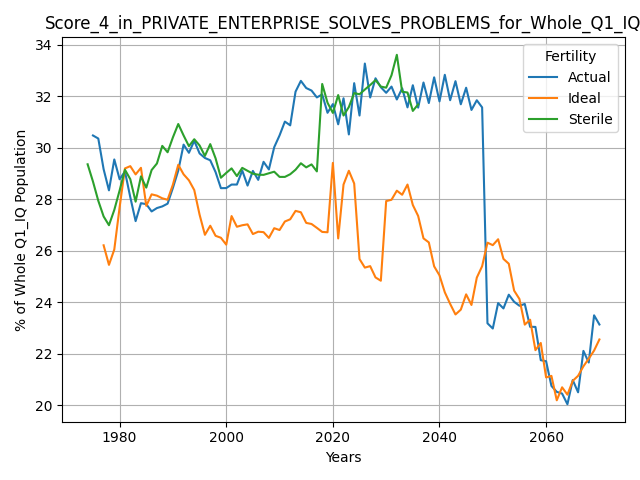 Score_4_in_PRIVATE_ENTERPRISE_SOLVES_PROBLEMS_for_Whole_Q1_IQ
34
32
30
28
26
24
22
20
% of Whole Q1_IQ Population
Fertility
Actual
Ideal
Sterile
1980
2000
2020
2040
2060
Years